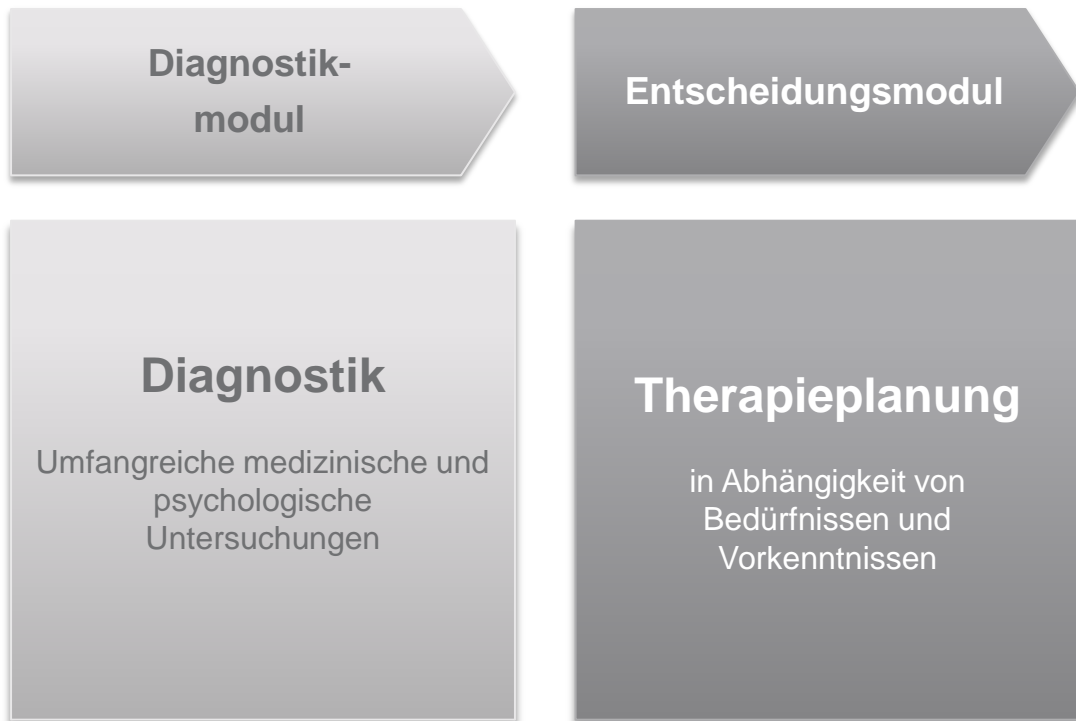 Diagnostik-
modul
Entscheidungsmodul
Diagnostik
Umfangreiche medizinische und
psychologische
Untersuchungen
Therapieplanung
in Abhängigkeit von
Bedürfnissen und
Vorkenntnissen